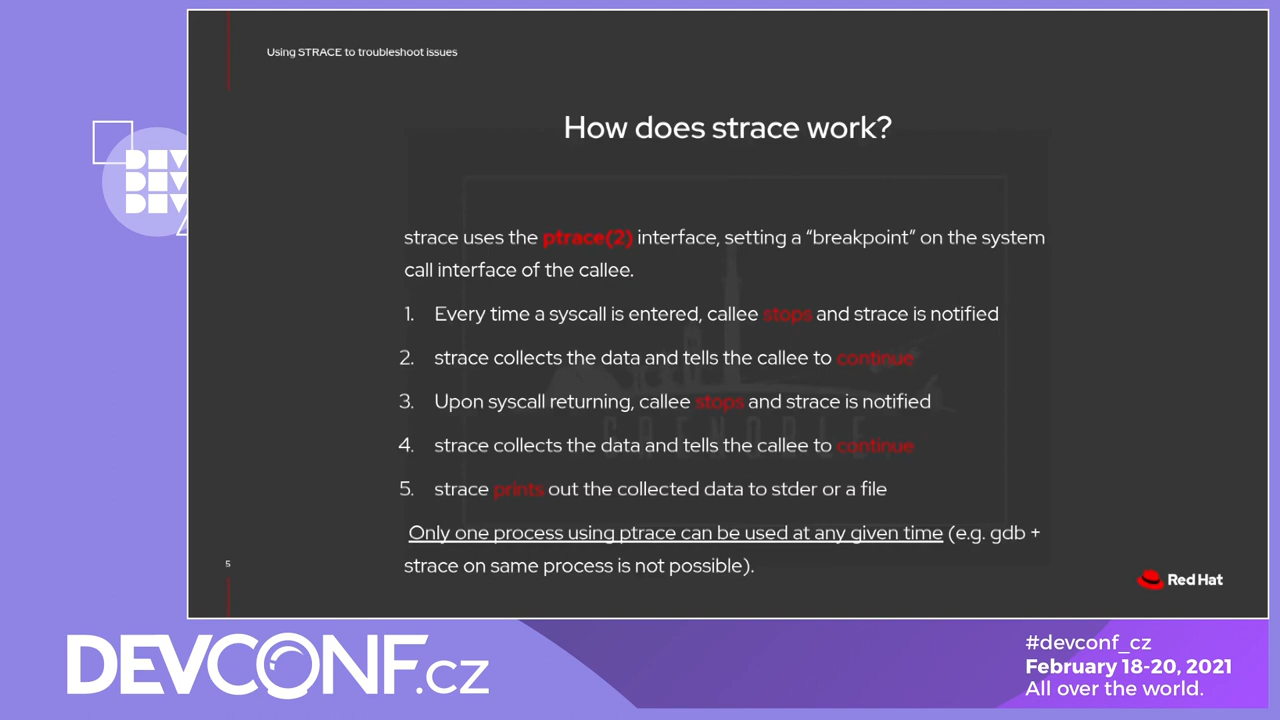 Using STRACE to troubleshoot issues
How does strace work?
DEV
DEV
DEV
strace uses the ptrace(2) interface, setting a “breakpoint” on the system
call interface of the callee.
1. Every time a syscall is entered, callee stops and strace is notified
2. strace collects the data and tells the callee to continue
3. Upon syscall returning, callee stops and strace is notified
4. strace collects the data and tells the callee to continue
5. strace prints out the collected data to stder or a file
Only one process using ptrace can be used at any given time (e.g. gdb +
strace on same process is not possible).
GRENOBLE
5
Red Hat
DEVCONF.cz
#devconf_cz
February 18-20, 2021
All over the world.